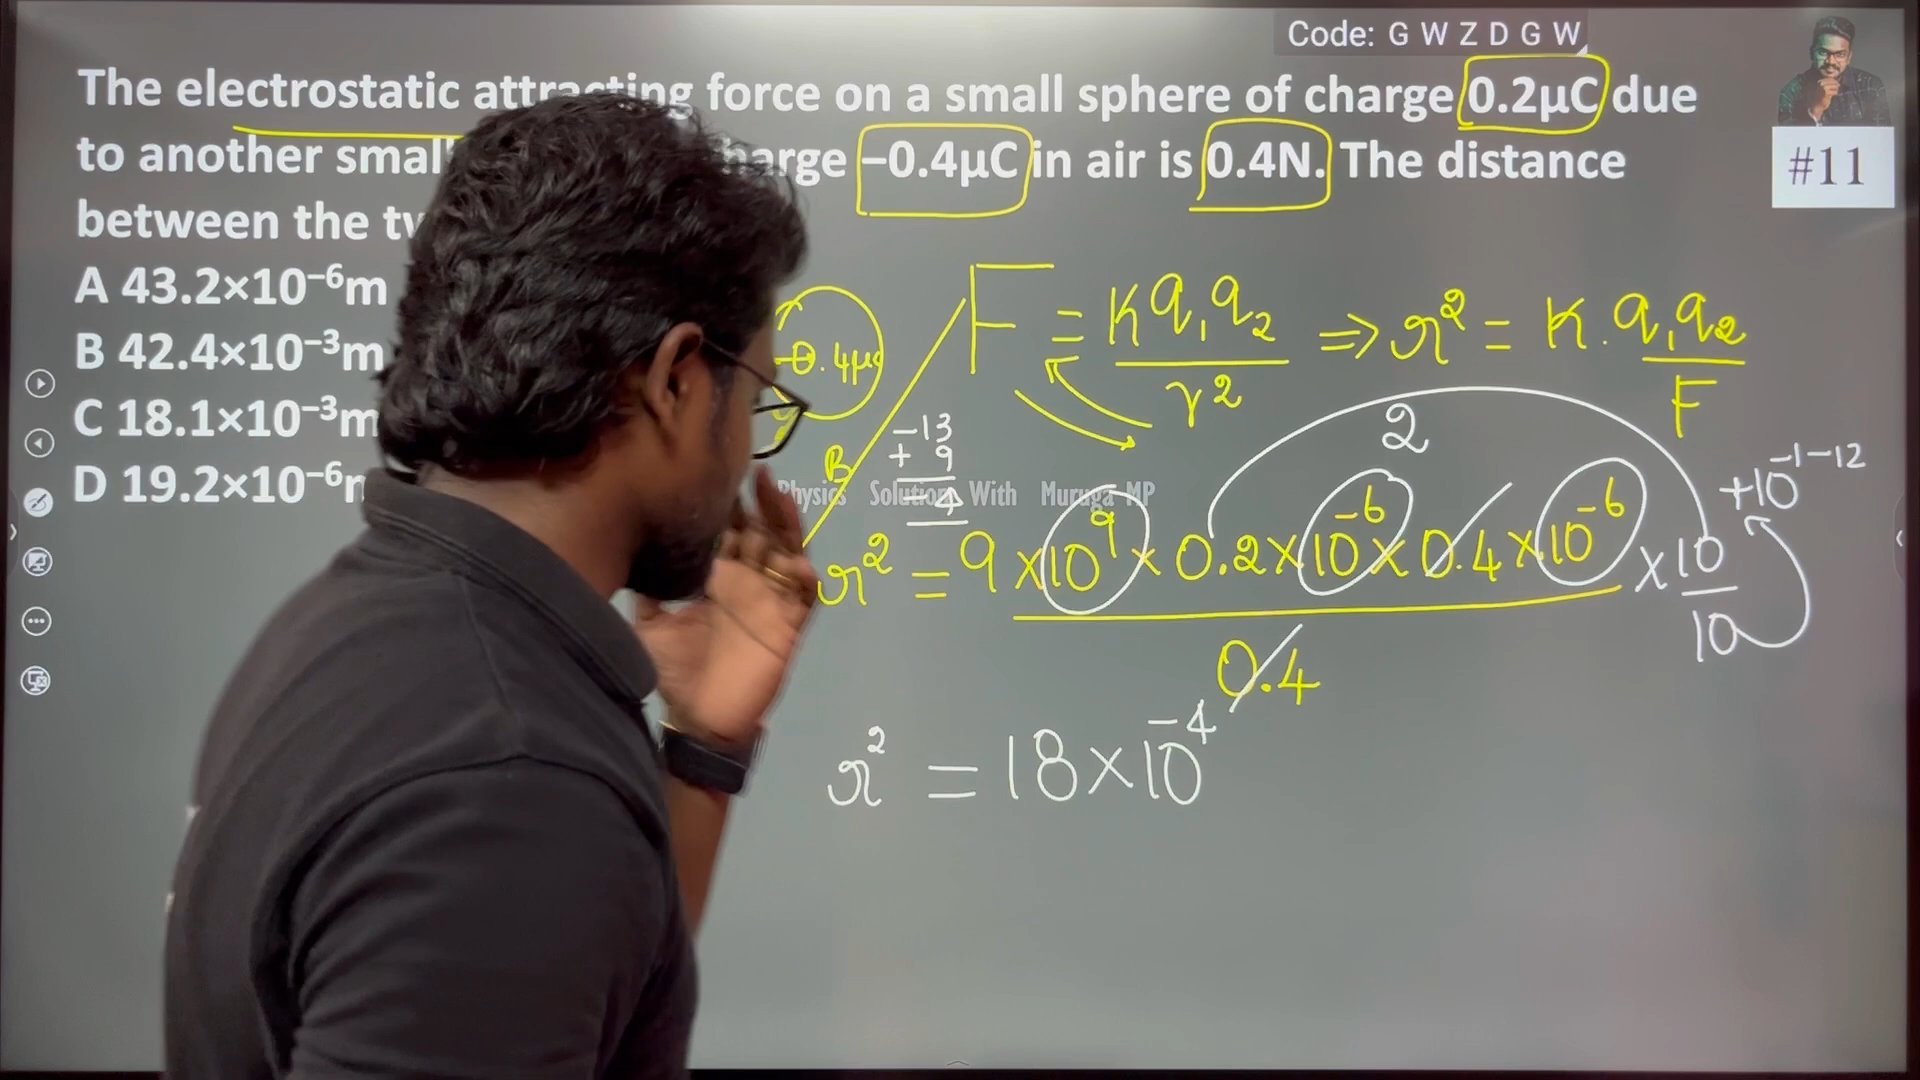 Code: G W Z D G W
The electrostatic attracting force on a small sphere of charge 0.2μC due
to another small charge −0.4μC in air is 0.4N. The distance
between the
#11
A 43.2×10⁻⁶m
B 42.4×10⁻³m
C 18.1×10⁻³m
D 19.2×10⁻⁶
−0.4μ
B
F = Kq₁q₂ / r² ⇒ r² = K. q₁q₂ / F
−13
+ 9
−4
2
+10⁻¹⁻¹²
Physics Solution With Muruga MP
r² = 9×10⁹×0.2×10⁻⁶×0.4×10⁻⁶ × 10
0.4
10
r² = 18×10⁻⁴